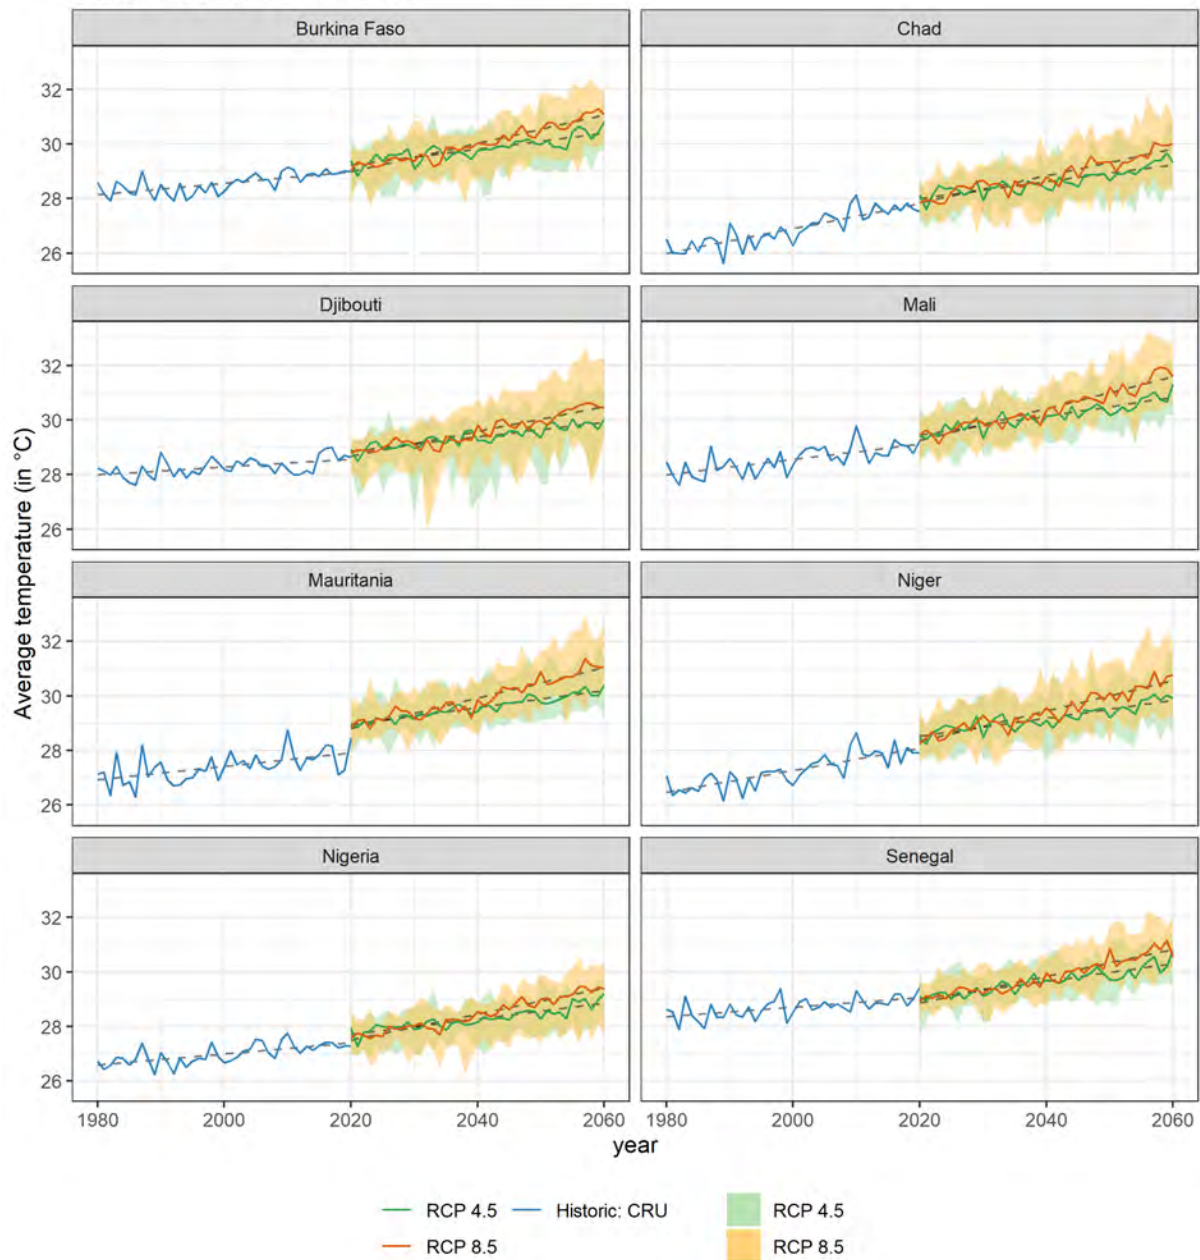 Burkina Faso
Chad
32
30
28
26
Djibouti
Mali
32
30
28
26
Mauritania
Niger
32
30
28
26
Nigeria
Senegal
32
30
28
26
Average temperature (in °C)
1980 2000 2020 2040 2060 1980 2000 2020 2040 2060
year
RCP 4.5 Historic: CRU RCP 4.5
RCP 8.5 RCP 8.5